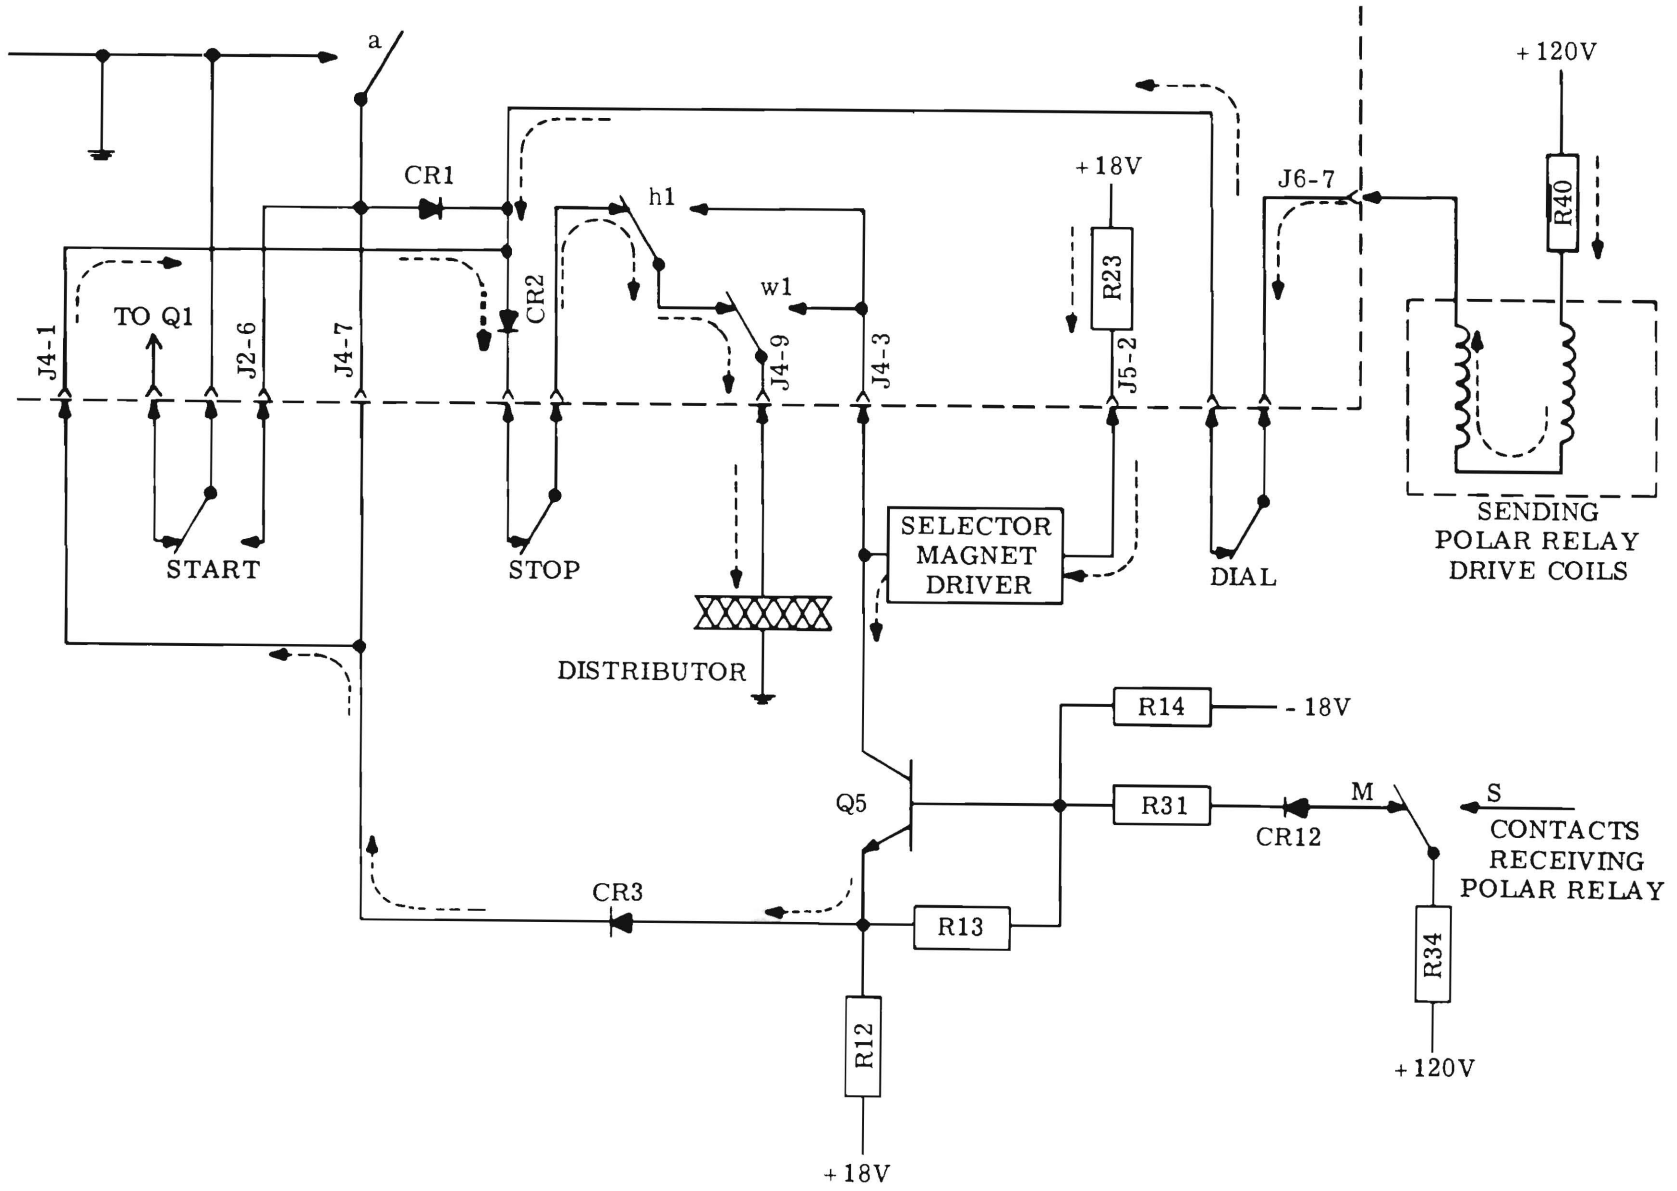 a
+ 120V
CR1
h1
+ 18V
J6-7
R40
R23
w1
CR2
TO Q1
J4-1
J2-6
J4-7
J4-9
J4-3
J5-2
SENDING
POLAR RELAY
DRIVE COILS
SELECTOR
MAGNET
DRIVER
START
STOP
DIAL
DISTRIBUTOR
R14
- 18V
Q5
R31
CR12
M
S
CONTACTS
RECEIVING
POLAR RELAY
CR3
R13
R34
R12
+ 120V
+ 18V